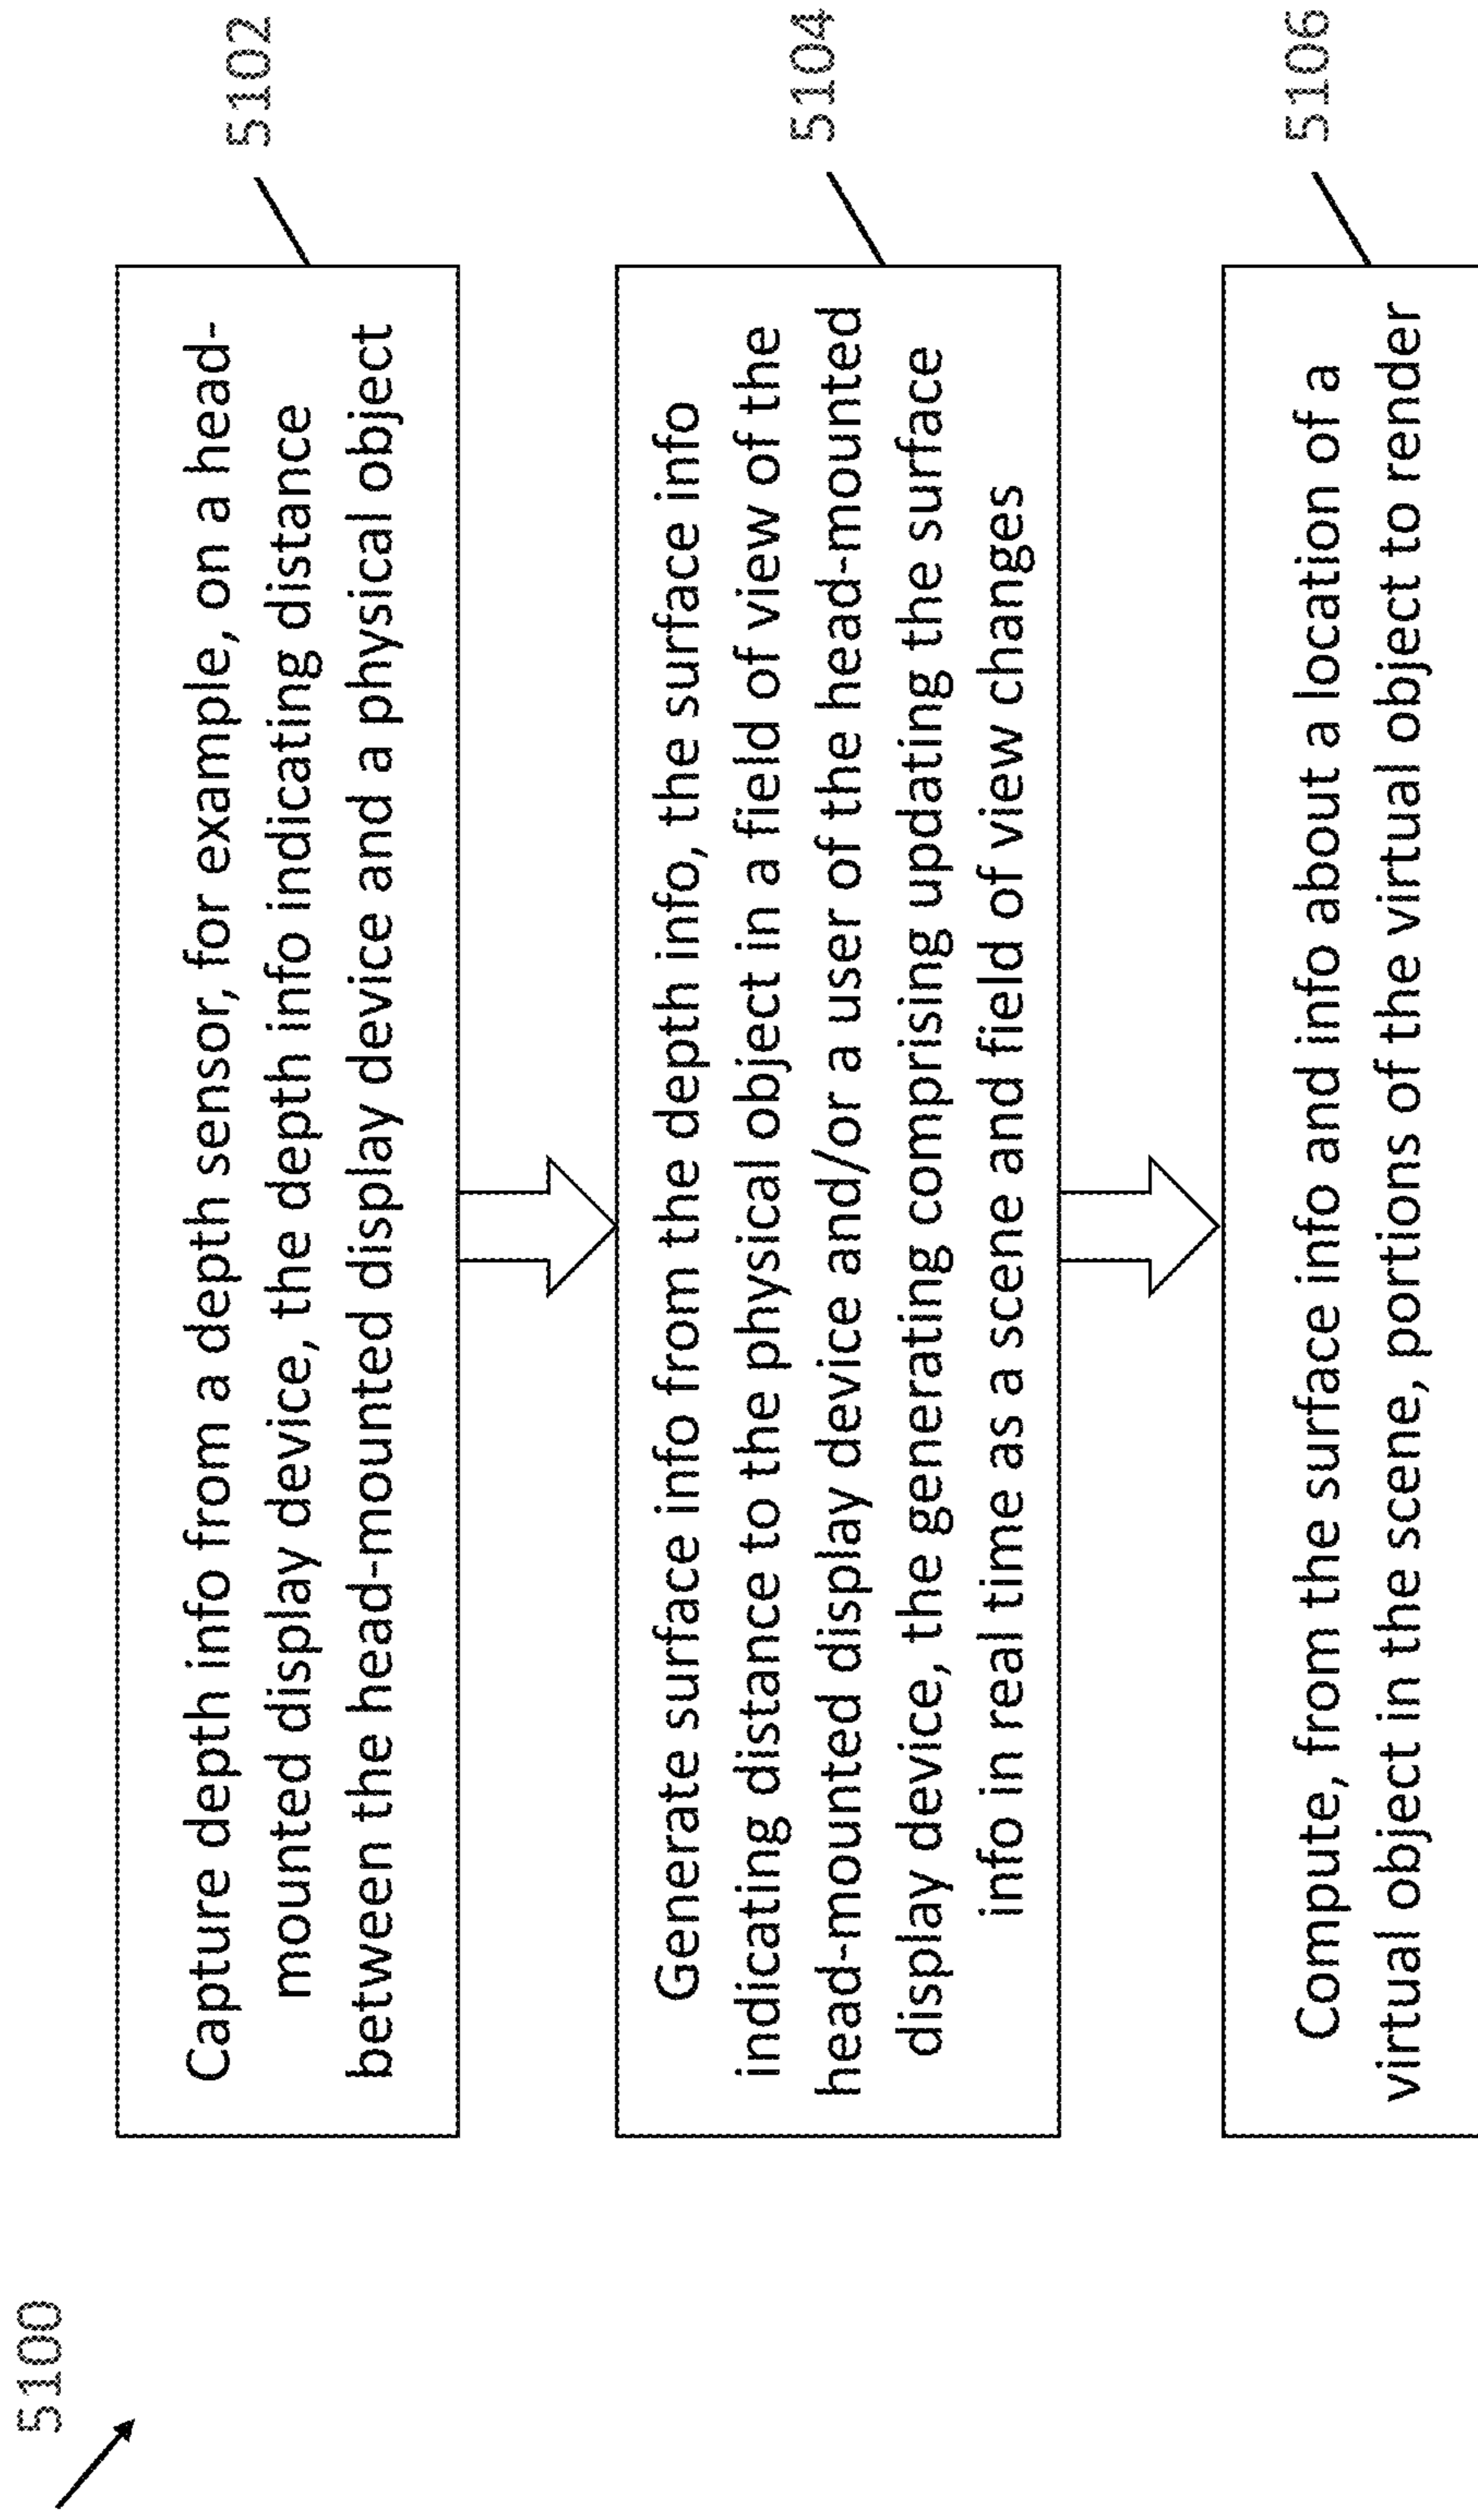 5100
Capture depth info from a depth sensor, for example, on a head-
mounted display device, the depth info indicating distance
between the head-mounted display device and a physical object
5102
Generate surface info from the depth info, the surface info
indicating distance to the physical object in a field of view of the
head-mounted display device and/or a user of the head-mounted
display device, the generating comprising updating the surface
info in real time as a scene and field of view changes
5104
Compute, from the surface info and info about a location of a
virtual object in the scene, portions of the virtual object to render
5106